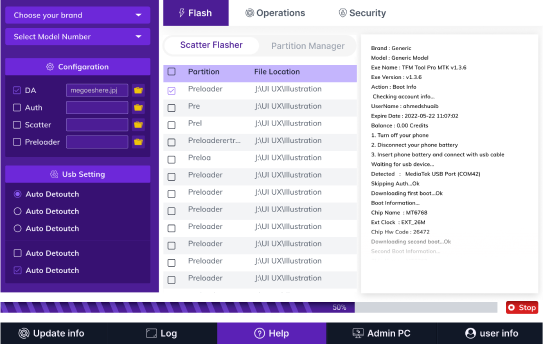 Choose your brand
Select Model Number
Configaration
DA
megoeshere.jpj
Auth
Scatter
Preloader
Usb Setting
Auto Detoutch
Auto Detoutch
Auto Detoutch
Auto Detoutch
Auto Detoutch
Flash
Operations
Security
Scatter Flasher
Partition Manager
Partition File Location
Preloader J:\UI UX\Illustration
Pre J:\UI UX\Illustration
Prel J:\UI UX\Illustration
Preloaderertr... J:\UI UX\Illustration
Preloa J:\UI UX\Illustration
Preloader J:\UI UX\Illustration
Preloader J:\UI UX\Illustration
Preloader J:\UI UX\Illustration
Preloader J:\UI UX\Illustration
Preloader J:\UI UX\Illustration
Preloader J:\UI UX\Illustration
Preloader J:\UI UX\Illustration
Brand : Generic
Model : Generic Model
Exe Name : TFM Tool Pro MTK v1.3.6
Exe Version : v1.3.6
Action : Boot Info
Checking account info...
UserName : ahmedkhuaib
Expire Date : 2022-05-22 11:07:02
Balance : 0.00 Credits
1. Turn off your phone
2. Disconnect your phone battery
3. Insert phone battery and connect with usb cable
Waiting for usb device...
Detected : MediaTek USB Port (COM42)
Skipping Auth...Ok
Downloading first boot...Ok
Boot Information...
Chip Name : MT6768
Ext Clock : EXT_26M
Chip Hw Code : 26472
Downloading second boot...Ok
Second Boot Information...
50%
Stop
Update info
Log
Help
Admin PC
user info